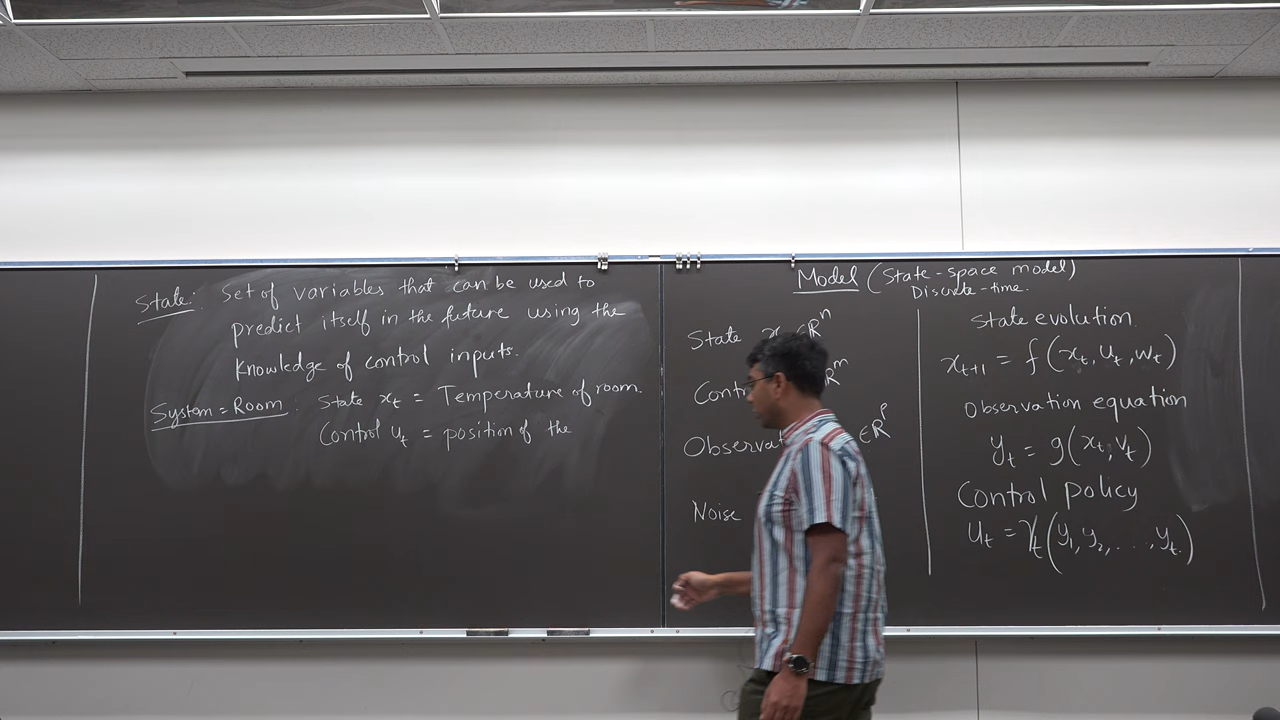 State: Set of variables that can be used to
predict itself in the future using the
knowledge of control inputs.
System = Room. State x_t = Temperature of room.
Control u_t = position of the
Model (State-space model)
Discrete-time.
State ∈ ℝ^n
ℝ^m
∈ ℝ^p
Noise
State evolution
x_{t+1} = f(x_t, u_t, w_t)
Observation equation
y_t = g(x_t, v_t)
Control policy
u_t = γ_t(y_1, y_2, ..., y_t)